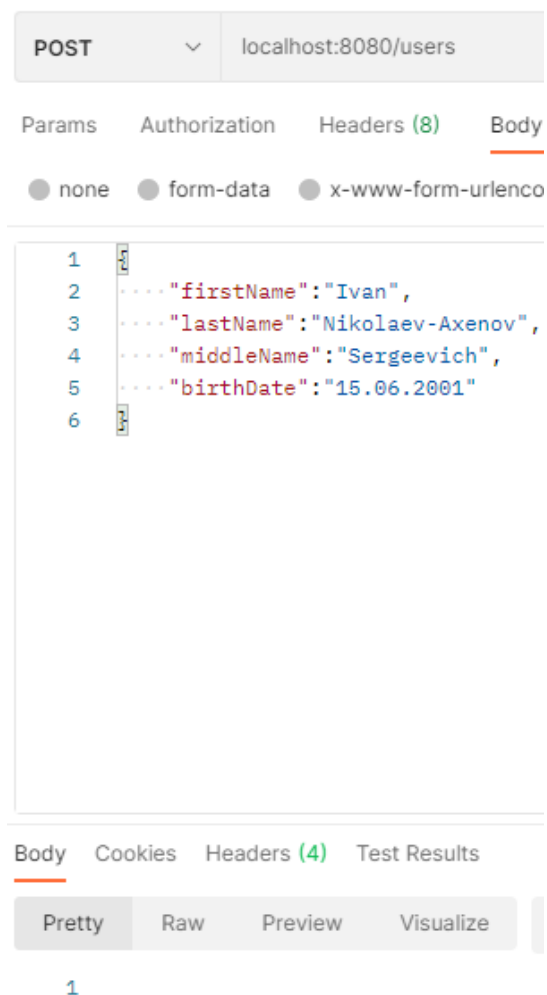 POST localhost:8080/users
Params Authorization Headers (8) Body
none form-data x-www-form-urlenco
1 {
2 ····"firstName":"Ivan",
3 ····"lastName":"Nikolaev-Axenov",
4 ····"middleName":"Sergeevich",
5 ····"birthDate":"15.06.2001"
6 }
Body Cookies Headers (4) Test Results
Pretty Raw Preview Visualize
1